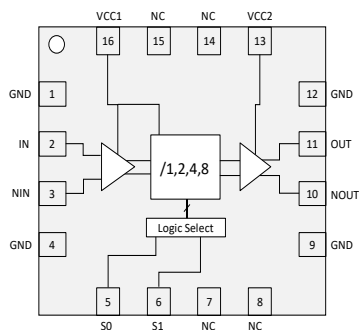 VCC1 NC NC VCC2
16 15 14 13
GND 1 12 GND
IN 2 11 OUT
/1,2,4,8
NIN 3 10 NOUT
Logic Select
GND 4 9 GND
5 6 7 8
S0 S1 NC NC